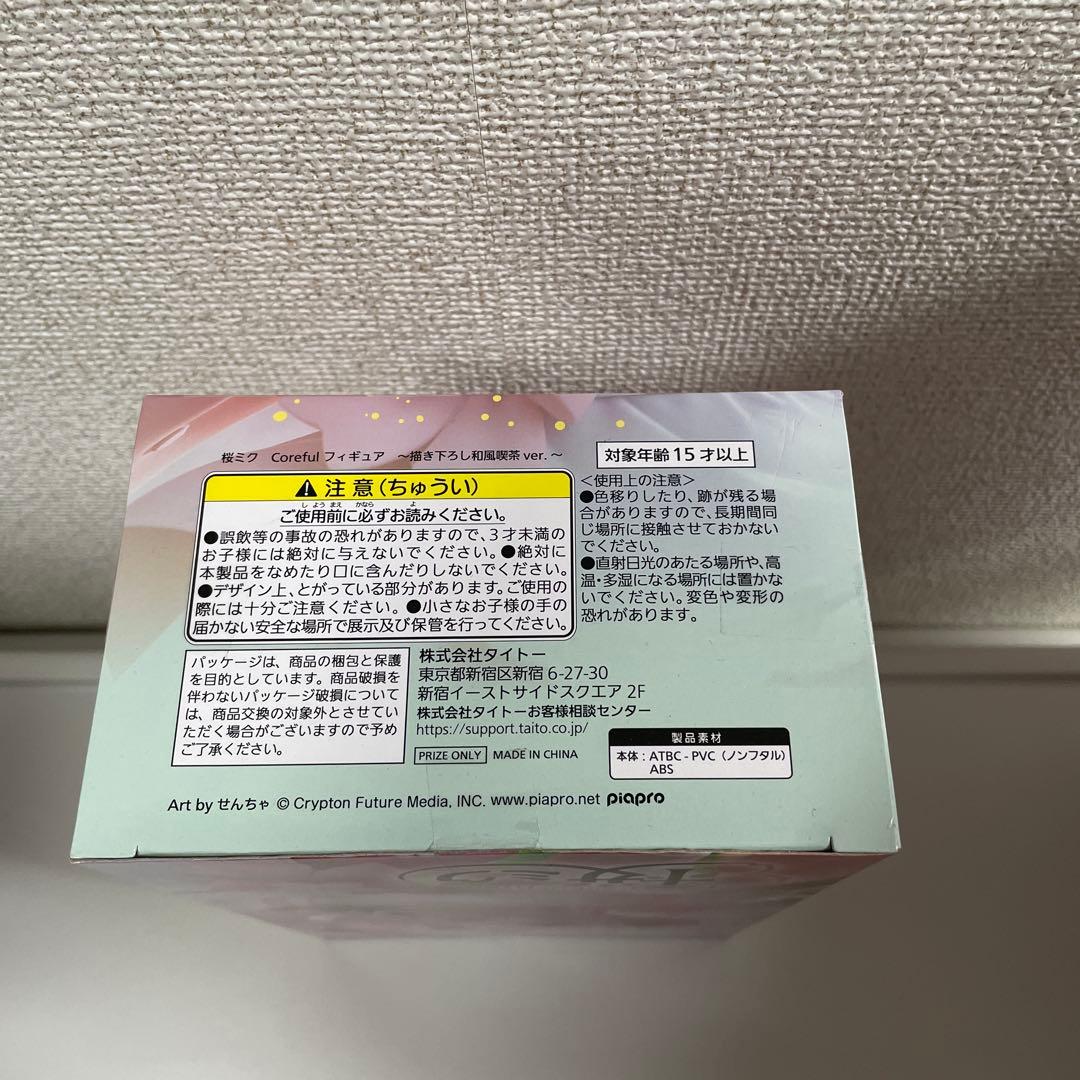 桜ミク Coreful フィギュア ～描き下ろし和風喫茶 ver.～
対象年齢15才以上
注意(ちゅうい)
ご使用前に必ずお読みください。
しようまえ かなら よ
●誤飲等の事故の恐れがありますので、3才未満の
お子様には絶対に与えないでください。●絶対に
本製品をなめたり口に含んだりしないでください。
●デザイン上、とがっている部分があります。ご使用の
際には十分ご注意ください。●小さなお子様の手の
届かない安全な場所で展示及び保管を行ってください。
＜使用上の注意＞
●色移りしたり、跡が残る場
合がありますので、長期間同
じ場所に接触させておかない
でください。
●直射日光のあたる場所や、高
温・多湿になる場所には置かな
いでください。変色や変形の
恐れがあります。
パッケージは、商品の梱包と保護
を目的としています。商品破損を
伴わないパッケージ破損について
は、商品交換の対象外とさせてい
ただく場合がございますので予め
ご了承ください。
株式会社タイトー
東京都新宿区新宿 6-27-30
新宿イーストサイドスクエア 2F
株式会社タイトーお客様相談センター
https://support.taito.co.jp/
PRIZE ONLY MADE IN CHINA
製品素材
本体：ATBC-PVC（ノンフタル）
ABS
Art by せんちゃ © Crypton Future Media, INC. www.piapro.net piapro